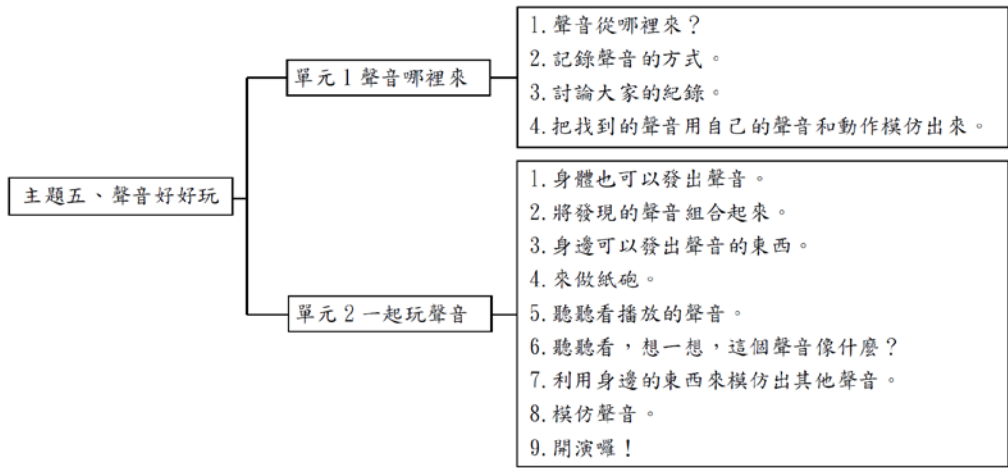 主題五、聲音好好玩
單元 1 聲音哪裡來
1.聲音從哪裡來？
2.記錄聲音的方式。
3.討論大家的紀錄。
4.把找到的聲音用自己的聲音和動作模仿出來。
單元 2 一起玩聲音
1.身體也可以發出聲音。
2.將發現的聲音組合起來。
3.身邊可以發出聲音的東西。
4.來做紙砲。
5.聽聽看播放的聲音。
6.聽聽看，想一想，這個聲音像什麼？
7.利用身邊的東西來模仿出其他聲音。
8.模仿聲音。
9.開演囉！